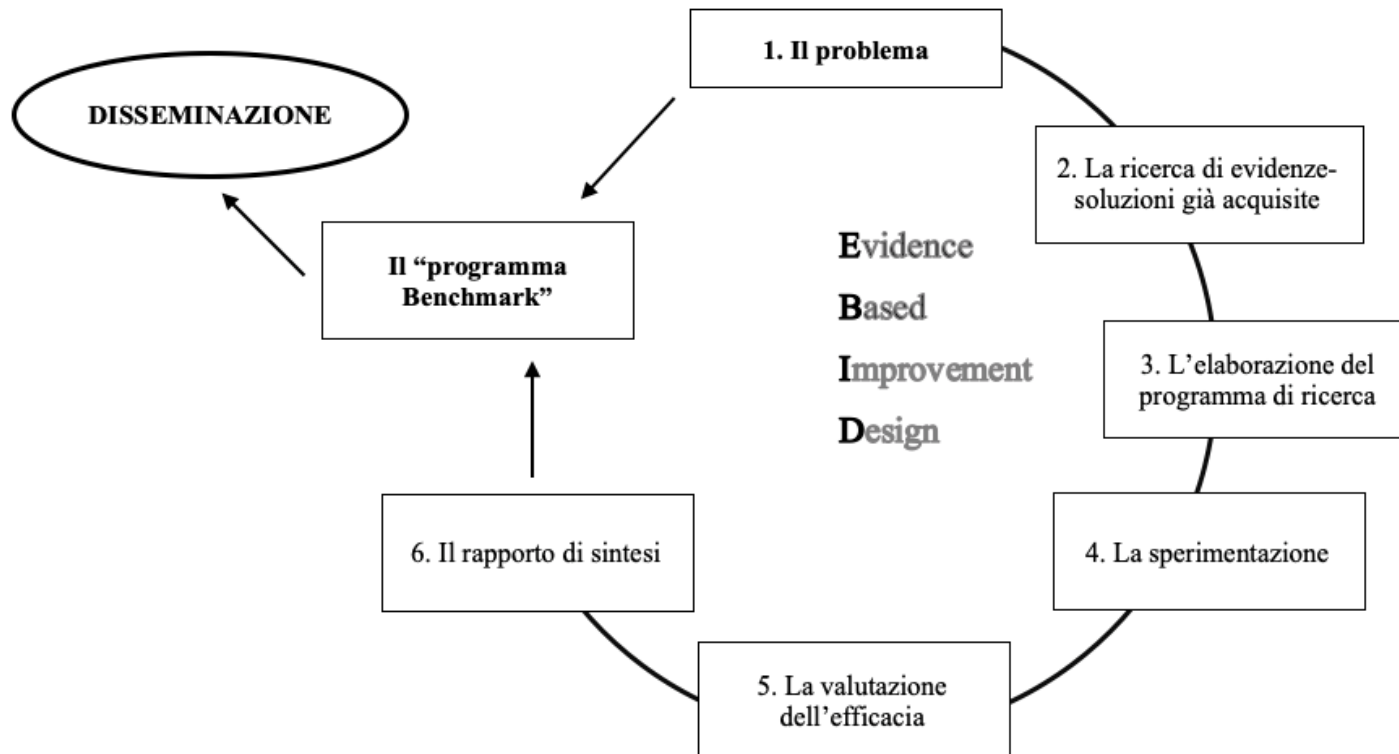 1. Il problema
DISSEMINAZIONE
2. La ricerca di evidenze-
soluzioni già acquisite
Il “programma
Benchmark”
Evidence
Based
Improvement
Design
3. L’elaborazione del
programma di ricerca
6. Il rapporto di sintesi
4. La sperimentazione
5. La valutazione
dell’efficacia